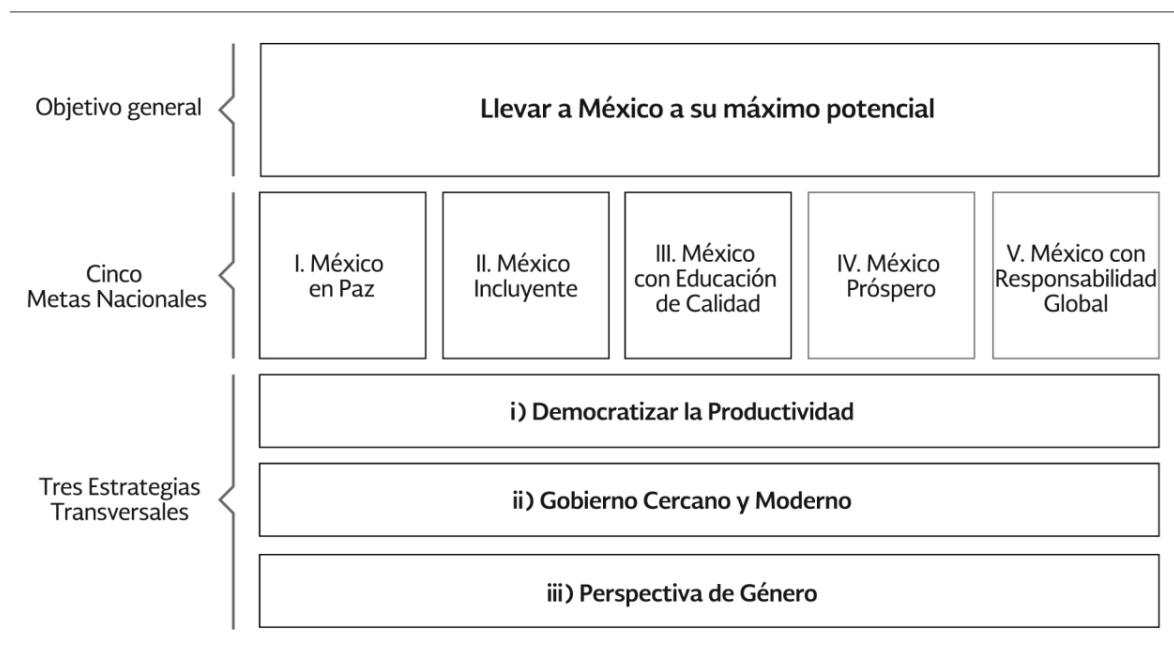 Objetivo general
Llevar a México a su máximo potencial
Cinco
Metas Nacionales
I. México
en Paz
II. México
Incluyente
III. México
con Educación
de Calidad
IV. México
Próspero
V. México con
Responsabilidad
Global
Tres Estrategias
Transversales
i) Democratizar la Productividad
ii) Gobierno Cercano y Moderno
iii) Perspectiva de Género